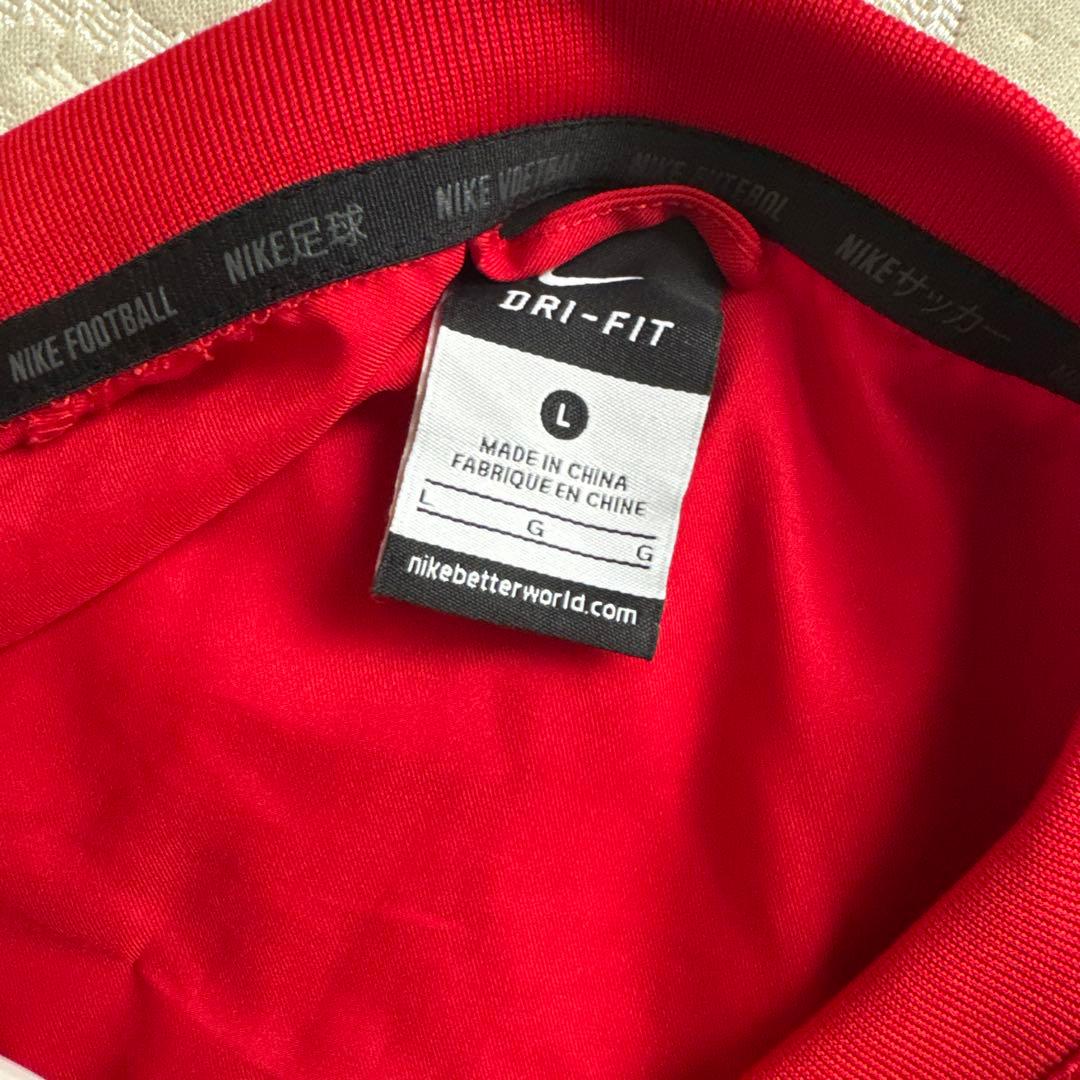 NIKE FOOTBALL
NIKE足球
NIKE VOETBAL
NIKE FUTEBOL
NIKEサッカー
DRI-FIT
L
MADE IN CHINA
FABRIQUE EN CHINE
L
G
G
nikebetterworld.com